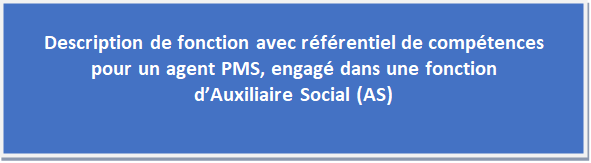 Description de fonction avec référentiel de compétences
pour un agent PMS, engagé dans une fonction
d’Auxiliaire Social (AS)